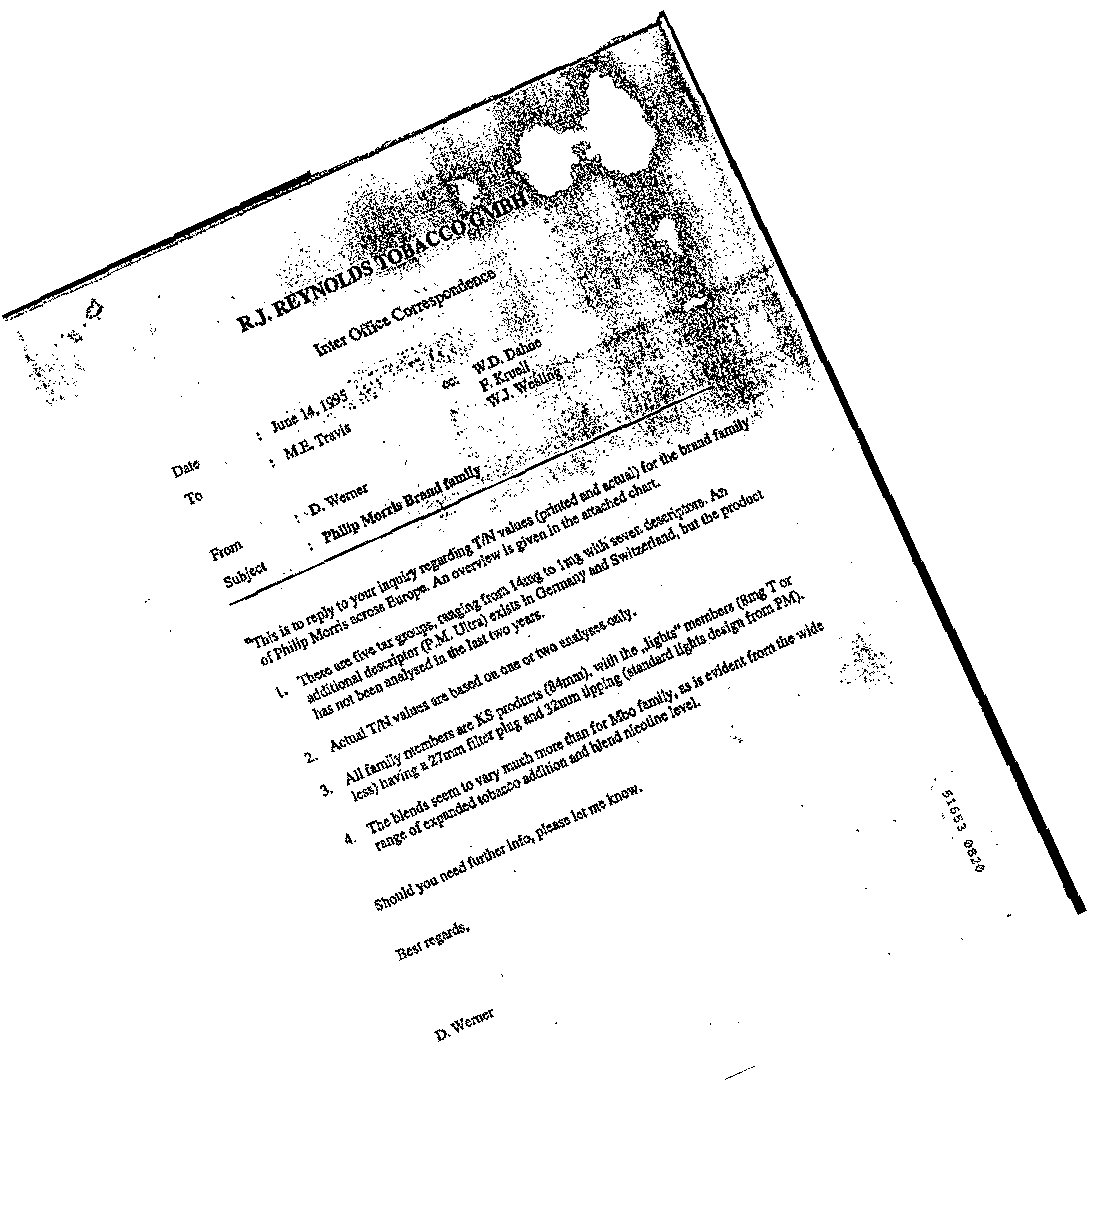 R.J. REYNOLDS TOBACCO GMBH
Inter Office Correspondence
Date : June 14, 1995 cc: W.D. Dahne
F. Kruell
To : M.E. Travis W.J. Wesling
From : D. Werner
Subject : Philip Morris Brand family
"This is to reply to your inquiry regarding T/N values (printed and actual) for the brand family
of Philip Morris across Europe. An overview is given in the attached chart.
1. There are five tar groups, ranging from 14mg to 1mg with seven descriptors. An
additional descriptor (P.M. Ultra) exists in Germany and Switzerland, but the product
has not been analysed in the last two years.
2. Actual T/N values are based on one or two analyses only.
3. All family members are KS products (84mm), with the „lights“ members (8mg T or
less) having a 27mm filter plug and 32mm tipping (standard lights design from PM).
4. The blends seem to vary much more than for Mbo family, as is evident from the wide
range of expanded tobacco addition and blend nicotine level.
Should you need further info, please let me know.
Best regards,
D. Werner
51653 0820